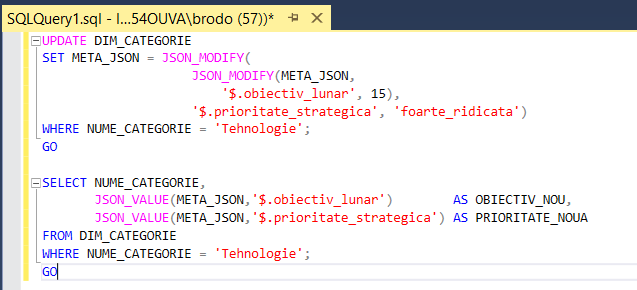 SQLQuery1.sql - l...54OUVA\brodo (57))*
UPDATE DIM_CATEGORIE
SET META_JSON = JSON_MODIFY(
JSON_MODIFY(META_JSON,
'$.obiectiv_lunar', 15),
'$.prioritate_strategica', 'foarte_ridicata')
WHERE NUME_CATEGORIE = 'Tehnologie';
GO
SELECT NUME_CATEGORIE,
JSON_VALUE(META_JSON,'$.obiectiv_lunar') AS OBIECTIV_NOU,
JSON_VALUE(META_JSON,'$.prioritate_strategica') AS PRIORITATE_NOUA
FROM DIM_CATEGORIE
WHERE NUME_CATEGORIE = 'Tehnologie';
GO